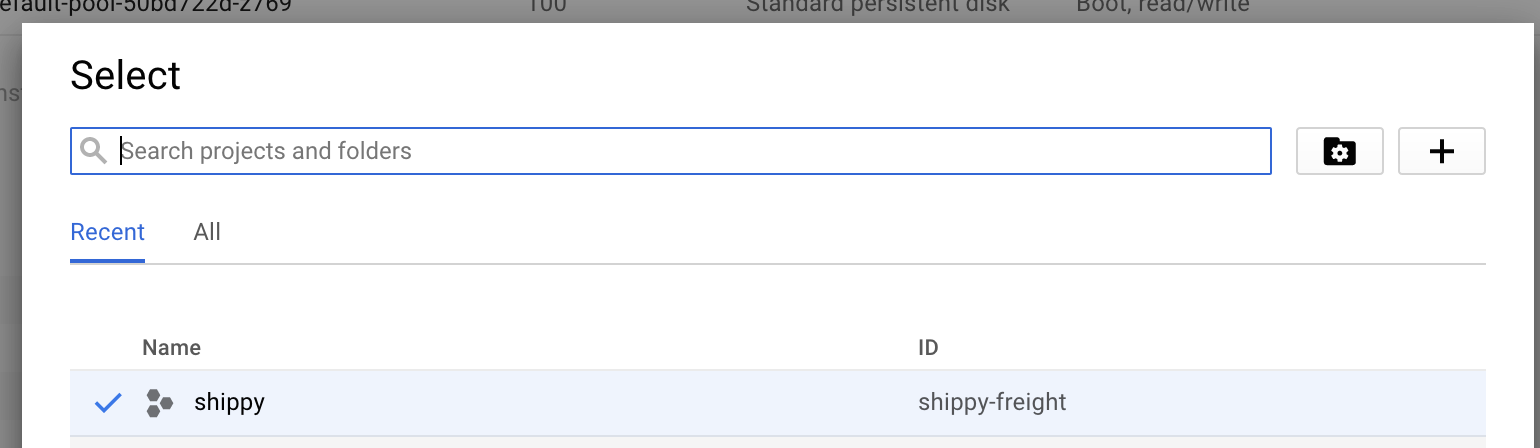 efault-pool-50bd722d-z769 100 Standard persistent disk Boot, read/write
Select
ns
Search projects and folders
Recent All
Name ID
shippy shippy-freight